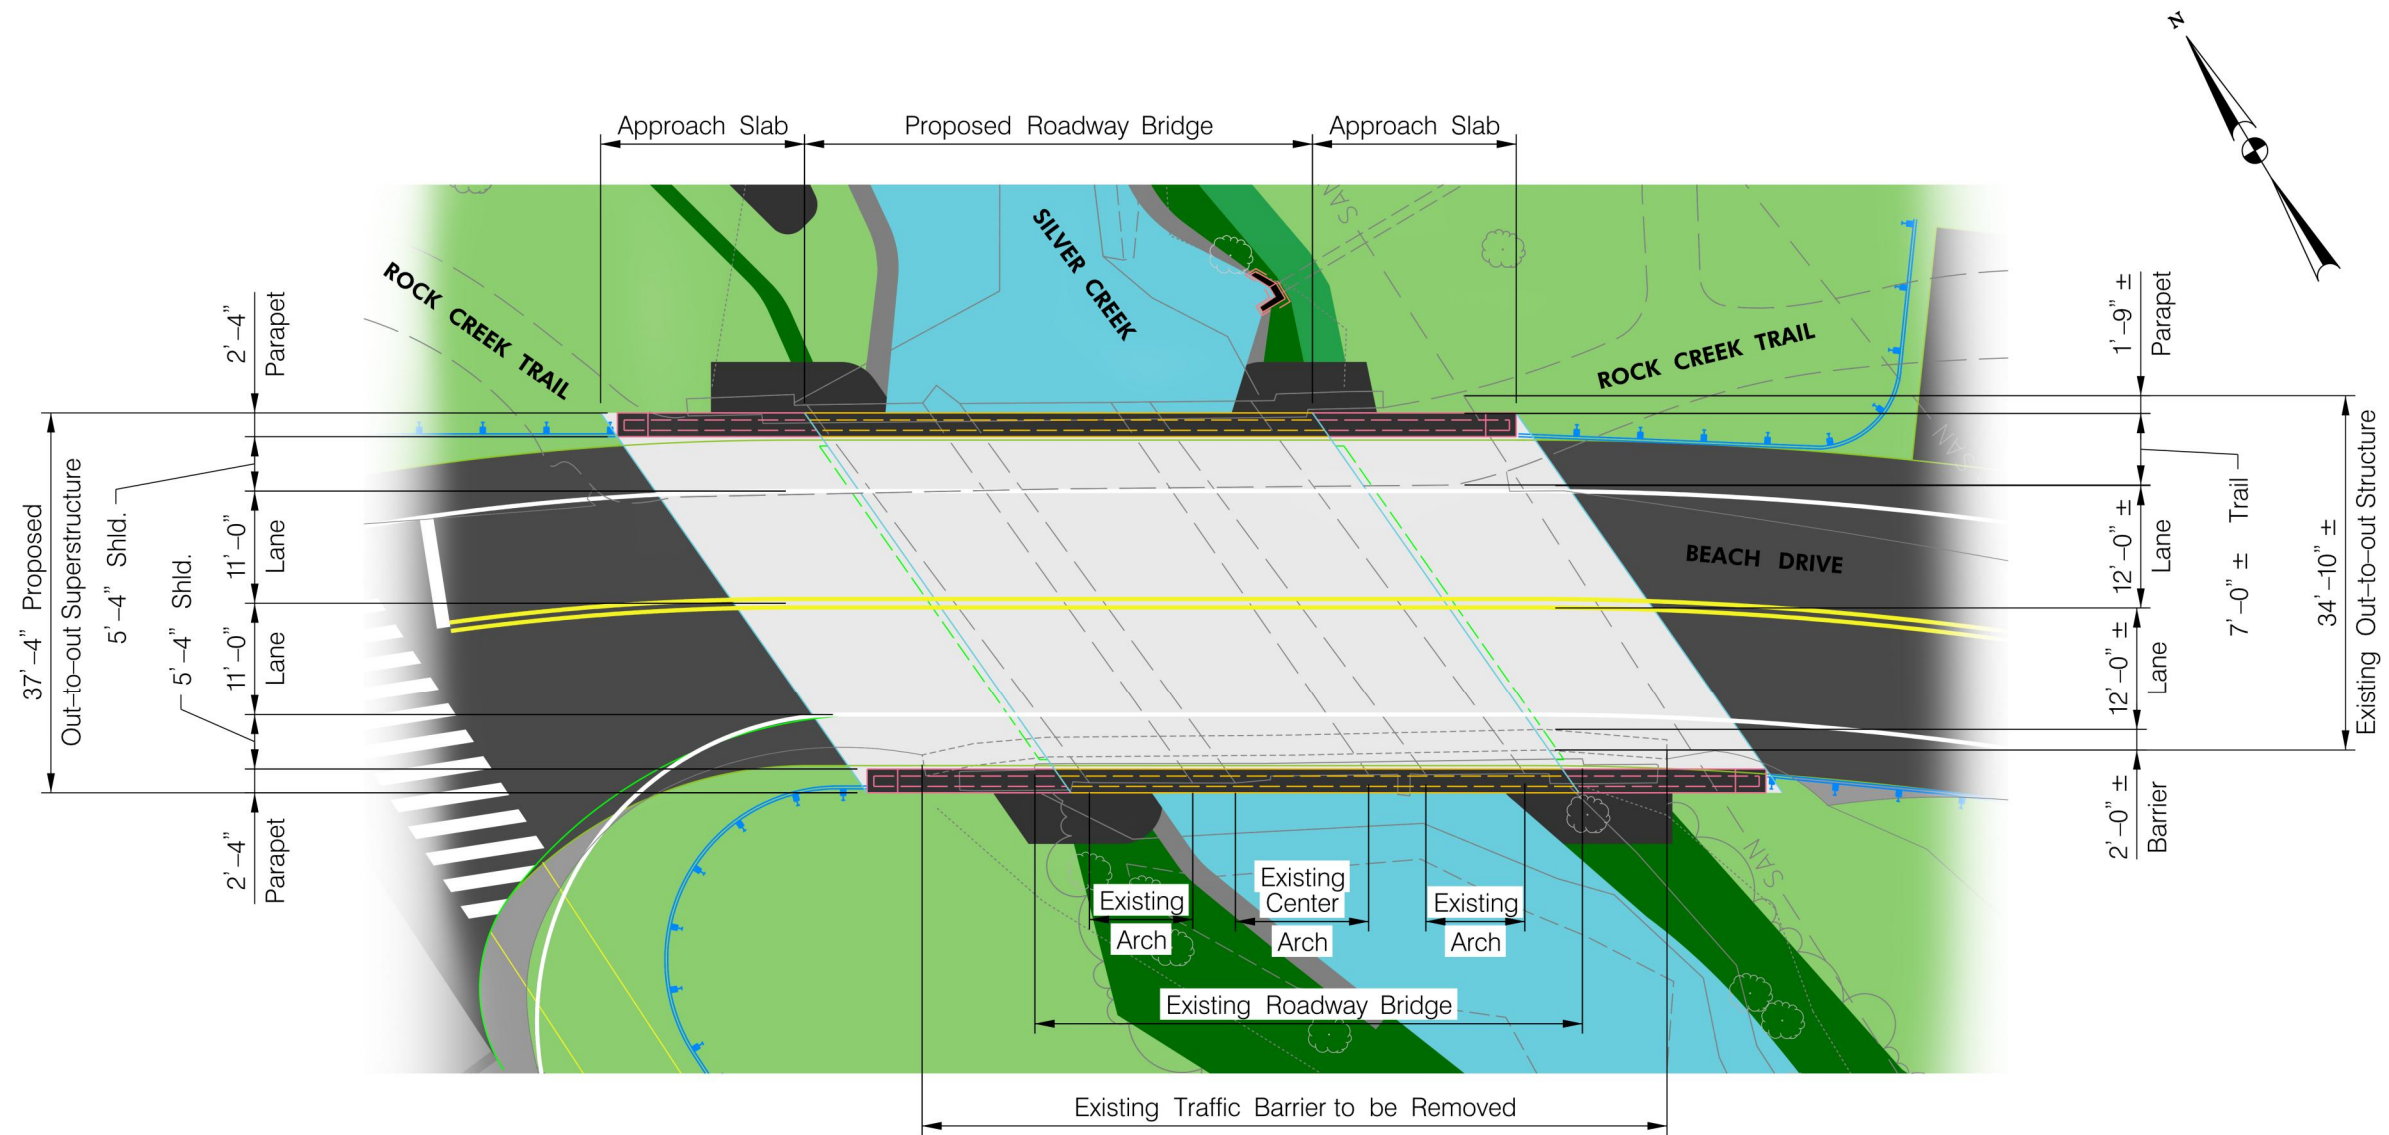 N
Approach Slab
Proposed Roadway Bridge
Approach Slab
SAN
SILVER CREEK
ROCK CREEK TRAIL
ROCK CREEK TRAIL
SAN
BEACH DRIVE
2'-4"
Parapet
5'-4" Shld.
11'-0"
Lane
37'-4" Proposed
Out-to-out Superstructure
5'-4" Shld.
11'-0"
Lane
2'-4"
Parapet
1'-9" ±
Parapet
7'-0" ± Trail
12'-0" ±
Lane
34'-10" ±
Existing Out-to-out Structure
12'-0" ±
Lane
2'-0" ±
Barrier
SAN
Existing
Arch
Existing
Center
Arch
Existing
Arch
Existing Roadway Bridge
Existing Traffic Barrier to be Removed